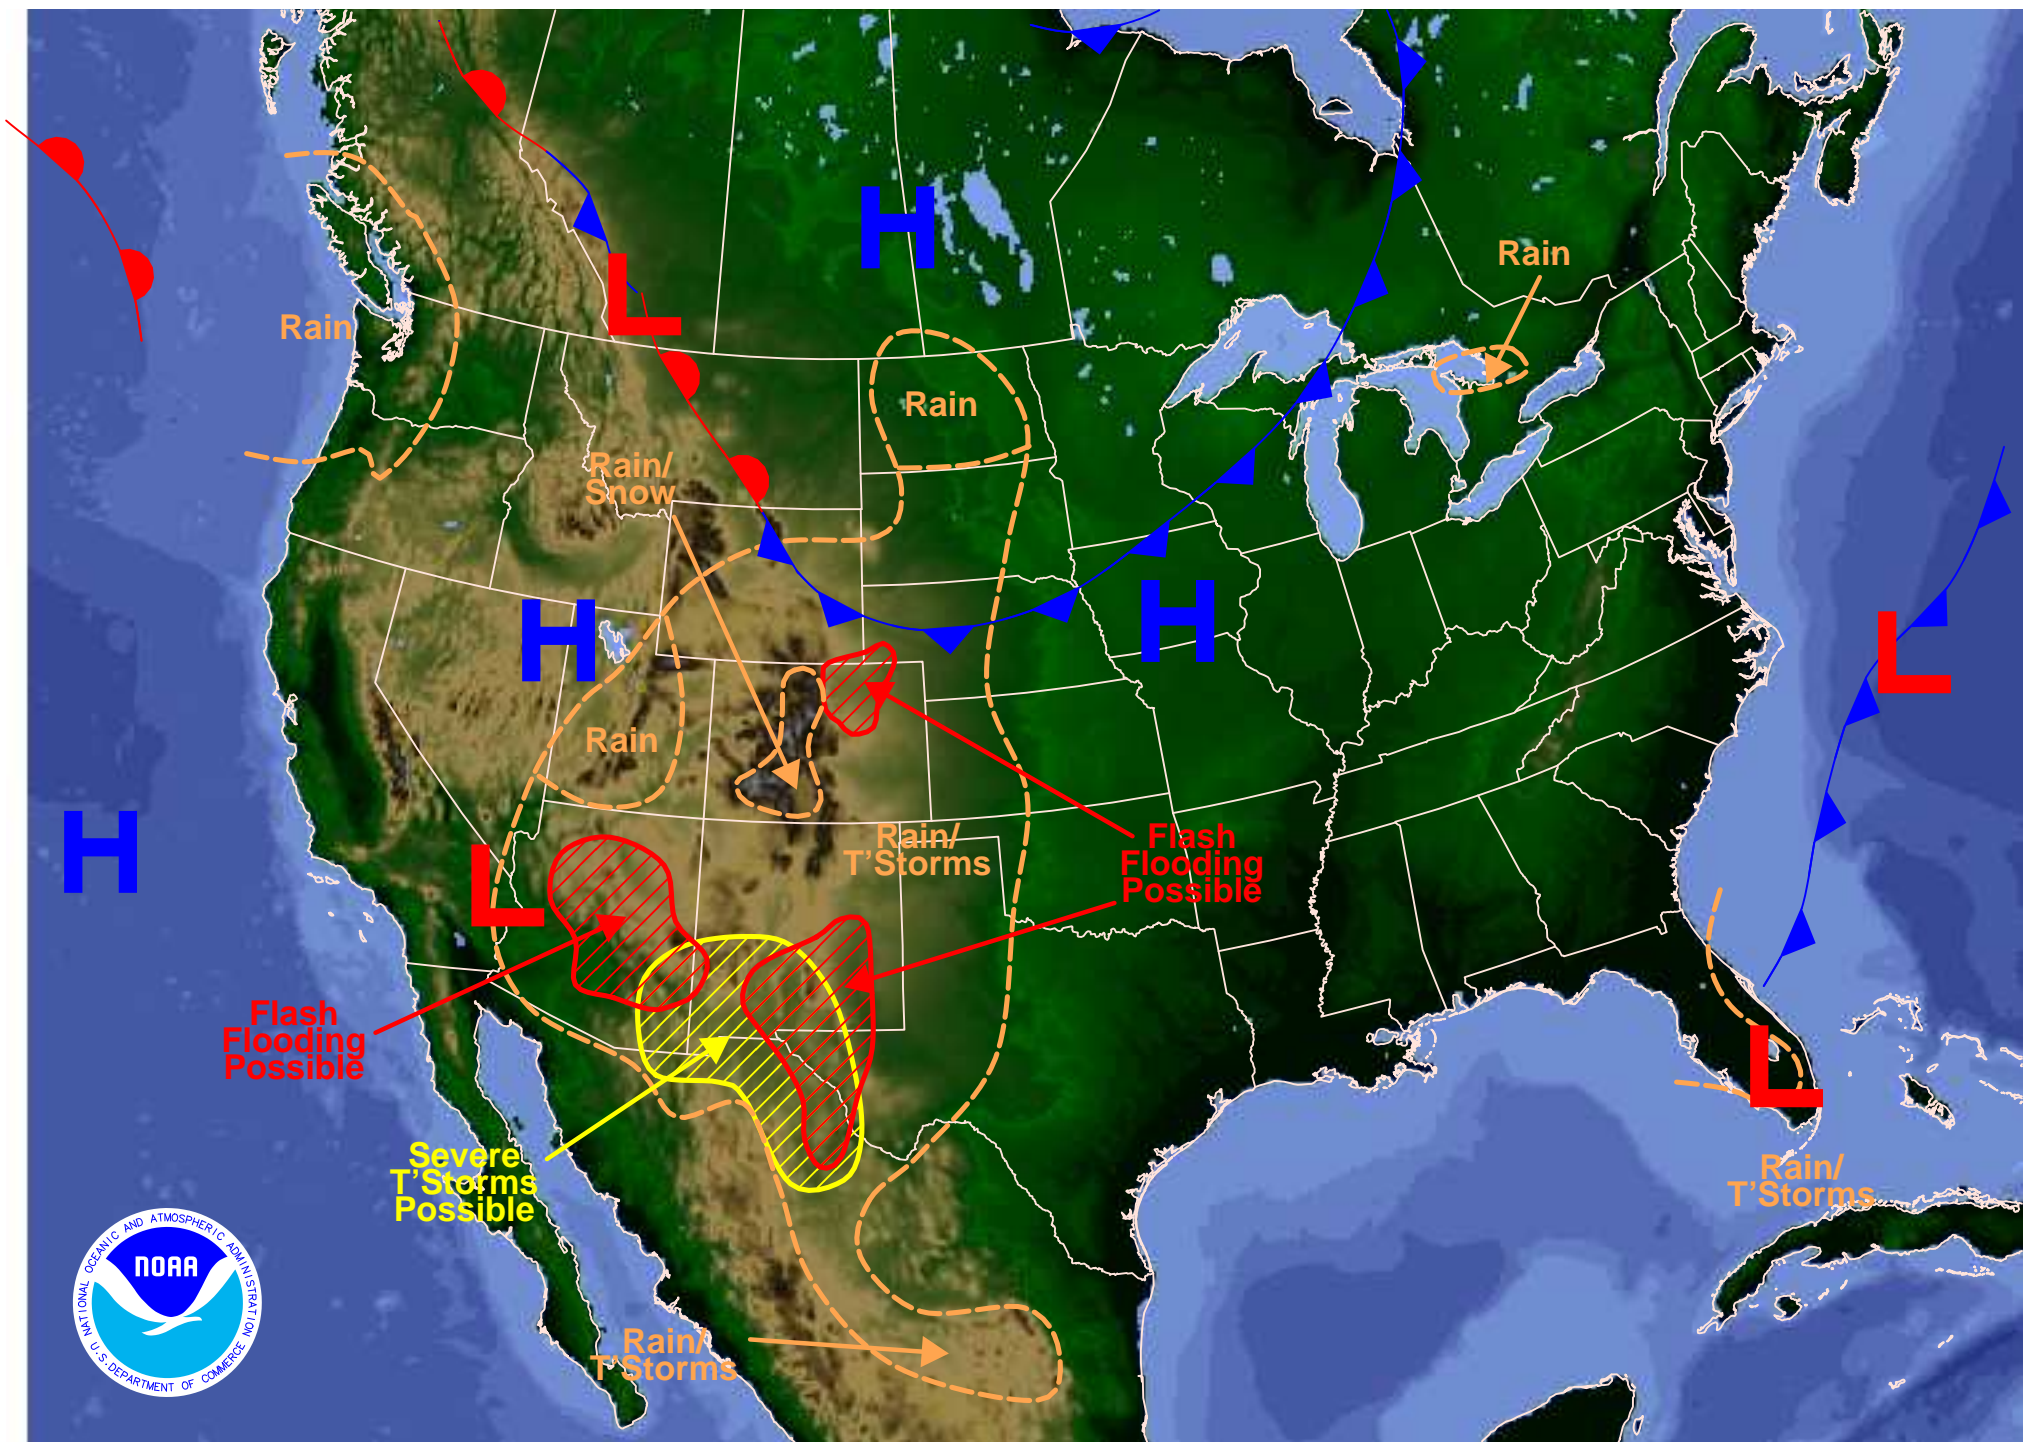 H
Rain
L
Rain
Rain
Rain/
Snow
H
H
Rain
L
H
Rain/
T'Storms
Flash
Flooding
Possible
L
Flash
Flooding
Possible
L
Severe
T'Storms
Possible
Rain/
T'Storms
Rain/
T'Storms
NATIONAL OCEANIC AND ATMOSPHERIC ADMINISTRATION
NOAA
U.S. DEPARTMENT OF COMMERCE